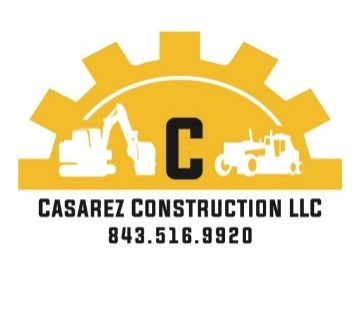 C
CASAREZ CONSTRUCTION LLC
843.516.9920